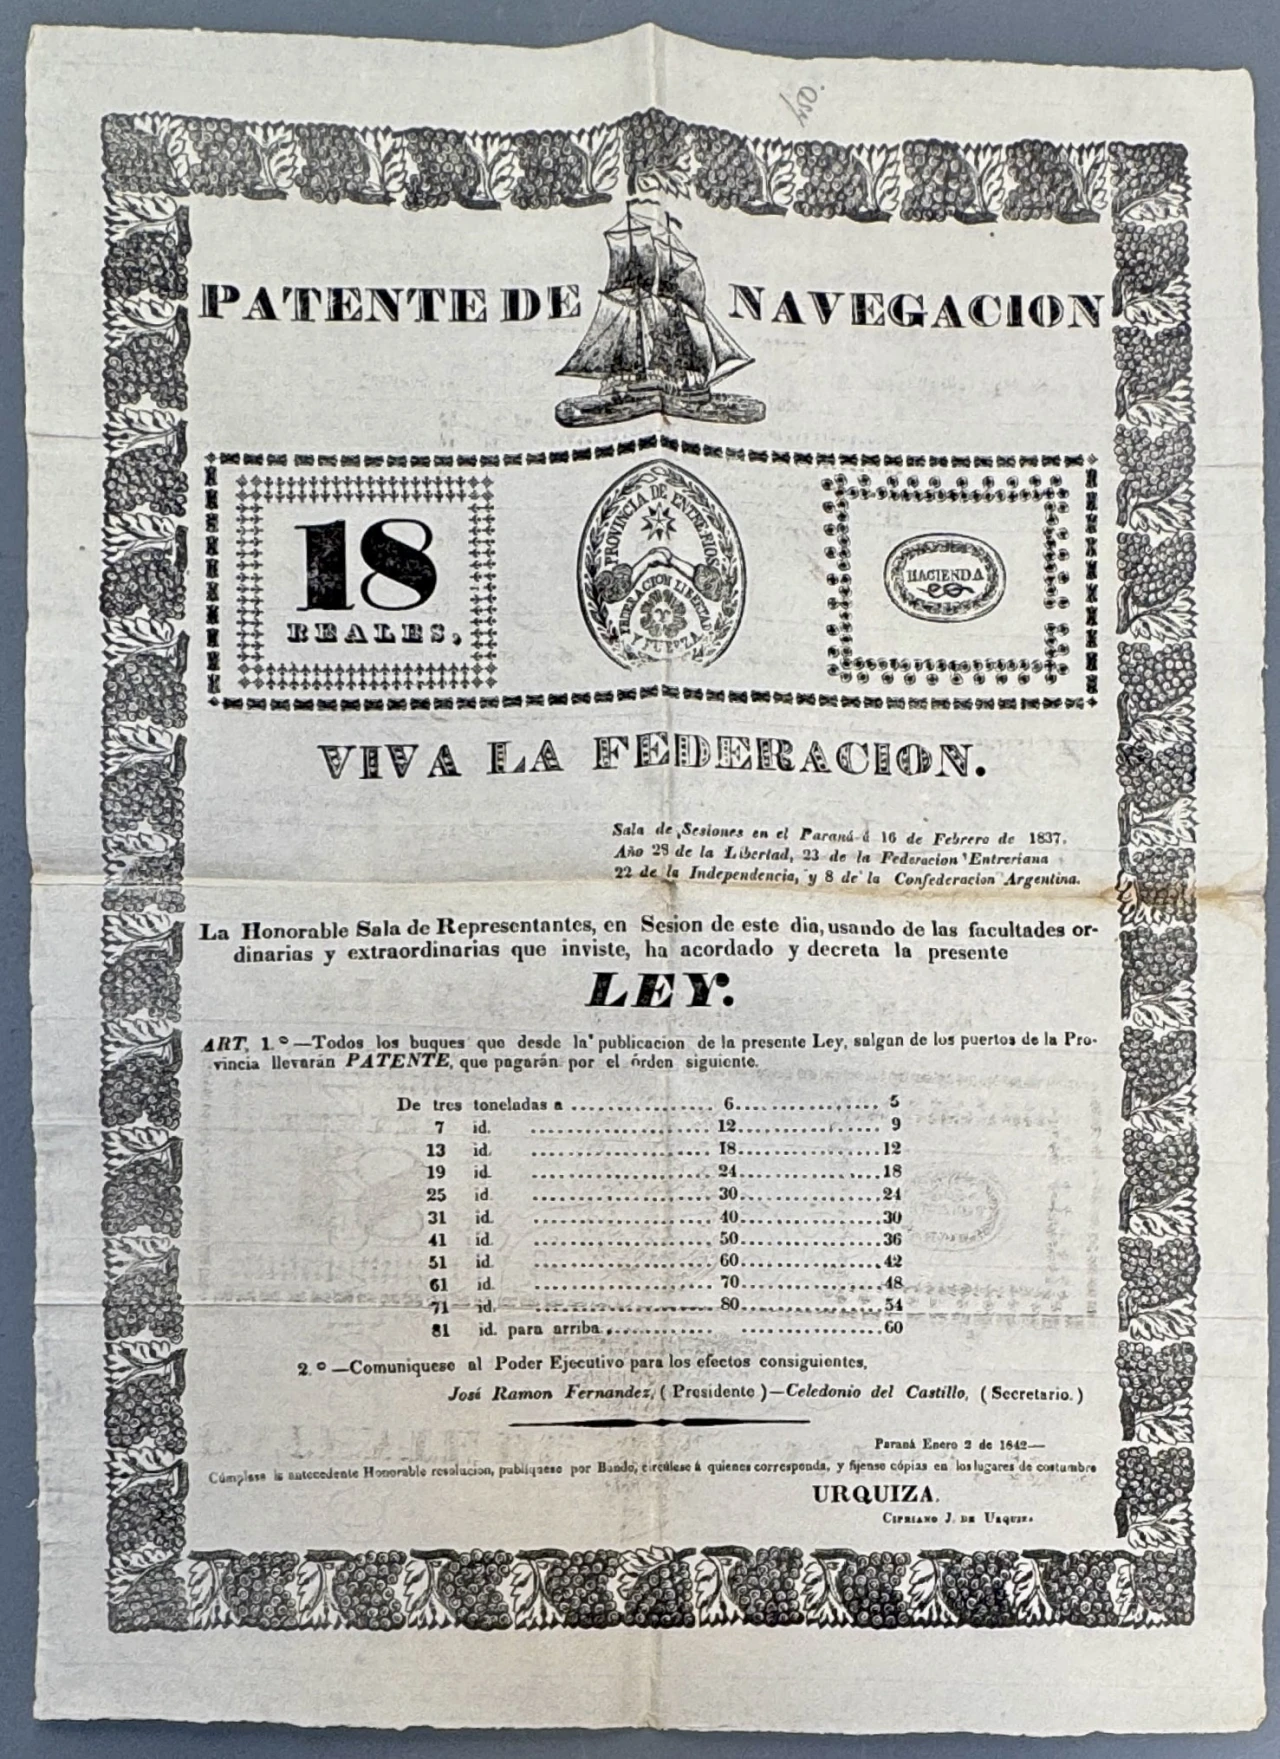 PATENTE DE NAVEGACION
18
REALES,
PROVINCIA DE ENTRE-RIOS
FEDERACION LIBERTAD
Y FUERZA
HACIENDA
VIVA LA FEDERACION.
Sala de Sesiones en el Paraná á 16 de Febrero de 1837.
Año 28 de la Libertad, 23 de la Federacion Entreriana
22 de la Independencia, y 8 de la Confederacion Argentina.
La Honorable Sala de Representantes, en Sesion de este dia, usando de las facultades or-
dinarias y extraordinarias que inviste, ha acordado y decreta la presente
LEY.
ART, 1.º —Todos los buques que desde la publicacion de la presente Ley, salgan de los puertos de la Pro-
vincia llevarán PATENTE, que pagarán por el órden siguiente.
De tres toneladas a ................ 6................ 5
7 id. .................... 12................ 9
13 id. .................... 18................12
19 id. .................... 24................18
25 id .................... 30................24
31 id. .................... 40................30
41 id. .................... 50................36
51 id. .................... 60................42
61 id. .................... 70................48
71 id. .................... 80................54
81 id. para arriba............ ................60
2.º —Comuniquese al Poder Ejecutivo para los efectos consiguientes,
José Ramon Fernandez, ( Presidente )—Celedonio del Castillo, ( Secretario. )
Paraná Enero 2 de 1842—
Cúmplase la antecedente Honorable resolucion, publiquese por Bando, circúlese á quienes corresponda, y fijense cópias en los lugares de costumbre
URQUIZA.
CIPRIANO J. DE URQUIZA